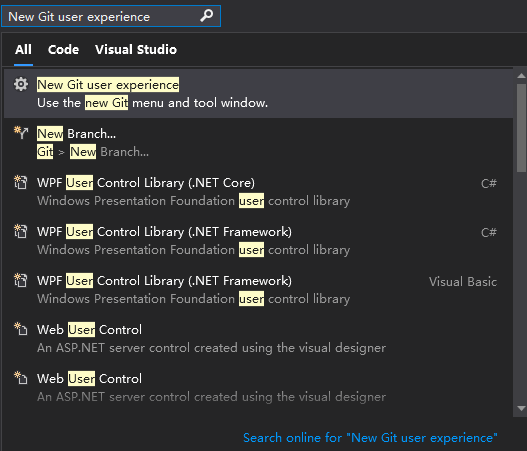 New Git user experience
All Code Visual Studio
New Git user experience
Use the new Git menu and tool window.
New Branch...
Git > New Branch...
WPF User Control Library (.NET Core)
C#
Windows Presentation Foundation user control library
WPF User Control Library (.NET Framework)
C#
Windows Presentation Foundation user control library
WPF User Control Library (.NET Framework)
Visual Basic
Windows Presentation Foundation user control library
Web User Control
An ASP.NET server control created using the visual designer
Web User Control
An ASP.NET server control created using the visual designer
Search online for "New Git user experience"